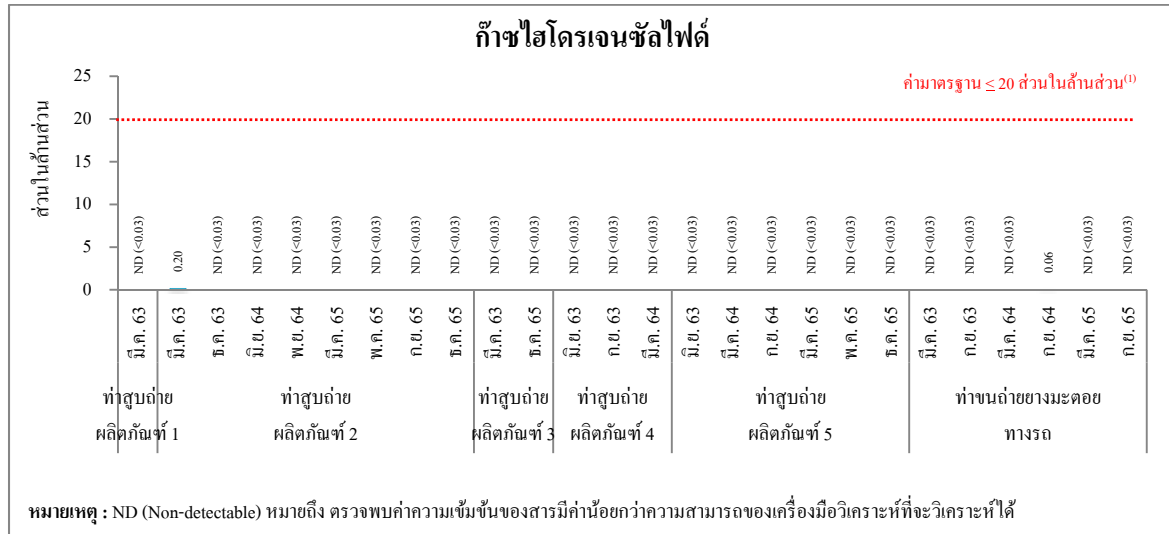 ก๊าซไฮโดรเจนซัลไฟด์
ค่ามาตรฐาน ≤ 20 ส่วนในล้านส่วน(1)
ส่วนในล้านส่วน
25
20
15
10
5
0
ND (<0.03) 0.20 ND (<0.03) ND (<0.03) ND (<0.03) ND (<0.03) ND (<0.03) ND (<0.03) ND (<0.03) ND (<0.03) ND (<0.03) ND (<0.03) ND (<0.03) ND (<0.03) ND (<0.03) ND (<0.03) ND (<0.03) ND (<0.03) ND (<0.03) ND (<0.03) ND (<0.03) ND (<0.03) ND (<0.03) 0.06 ND (<0.03) ND (<0.03)
มี.ค. 63 มี.ค. 63 ธ.ค. 63 มิ.ย. 64 พ.ย. 64 มี.ค. 65 พ.ค. 65 ก.ย. 65 ธ.ค. 65 มี.ค. 63 ธ.ค. 65 มิ.ย. 63 ก.ย. 63 มี.ค. 64 มิ.ย. 63 มี.ค. 64 ก.ย. 64 มี.ค. 65 พ.ค. 65 ธ.ค. 65 มี.ค. 63 ก.ย. 63 มี.ค. 64 ก.ย. 64 มี.ค. 65 ก.ย. 65
ท่าสูบถ่าย ท่าสูบถ่าย ท่าสูบถ่าย ท่าสูบถ่าย ท่าสูบถ่าย ท่าขนถ่ายยางมะตอย
ผลิตภัณฑ์ 1 ผลิตภัณฑ์ 2 ผลิตภัณฑ์ 3 ผลิตภัณฑ์ 4 ผลิตภัณฑ์ 5 ทางรถ
หมายเหตุ : ND (Non-detectable) หมายถึง ตรวจพบค่าความเข้มข้นของสารมีค่าน้อยกว่าความสามารถของเครื่องมือวิเคราะห์ที่จะวิเคราะห์ได้